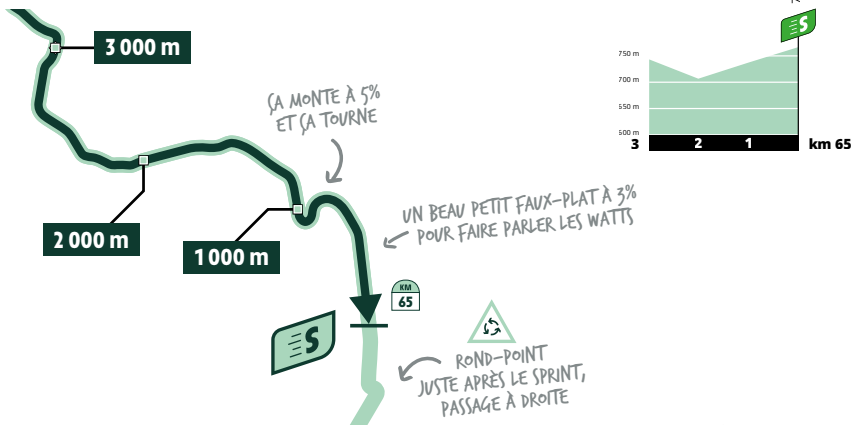 3 000 m
ÇA MONTE À 5%
ET ÇA TOURNE
2 000 m
1 000 m
UN BEAU PETIT FAUX-PLAT À 3%
POUR FAIRE PARLER LES WATTS
KM
65
S
ROND-POINT
JUSTE APRÈS LE SPRINT,
PASSAGE À DROITE
S
750 m
700 m
650 m
600 m
3 2 1 km 65